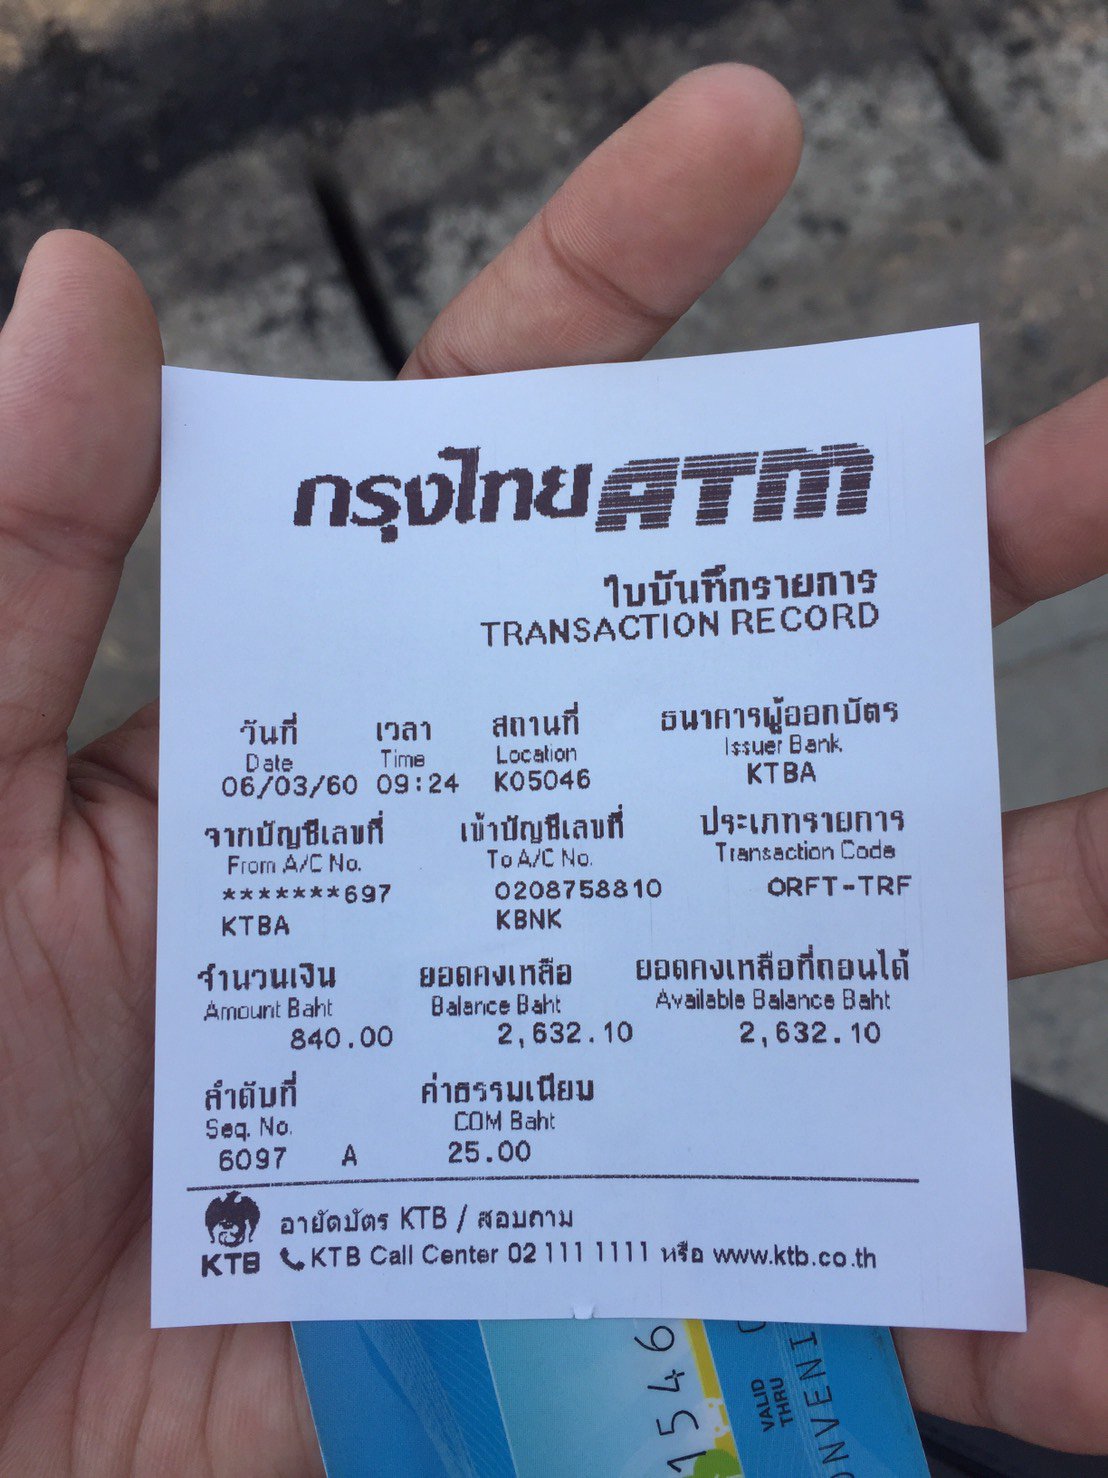 กรุงไทย ATM
ใบบันทึกรายการ
TRANSACTION RECORD
วันที่ เวลา สถานที่ ธนาคารผู้ออกบัตร
Date Time Location Issuer Bank
06/03/60 09:24 K05046 KTBA
จากบัญชีเลขที่ เข้าบัญชีเลขที่ ประเภทรายการ
From A/C No. To A/C No. Transaction Code
*******697 0208758810 ORFT-TRF
KTBA KBNK
จำนวนเงิน ยอดคงเหลือ ยอดคงเหลือที่ถอนได้
Amount Baht Balance Baht Available Balance Baht
840.00 2,632.10 2,632.10
ลำดับที่ ค่าธรรมเนียม
Seq. No. COM Baht
6097 A 25.00
อายัดบัตร KTB / สอบถาม
KTB KTB Call Center 02 111 1111 หรือ www.ktb.co.th
1546
VALID
THRU